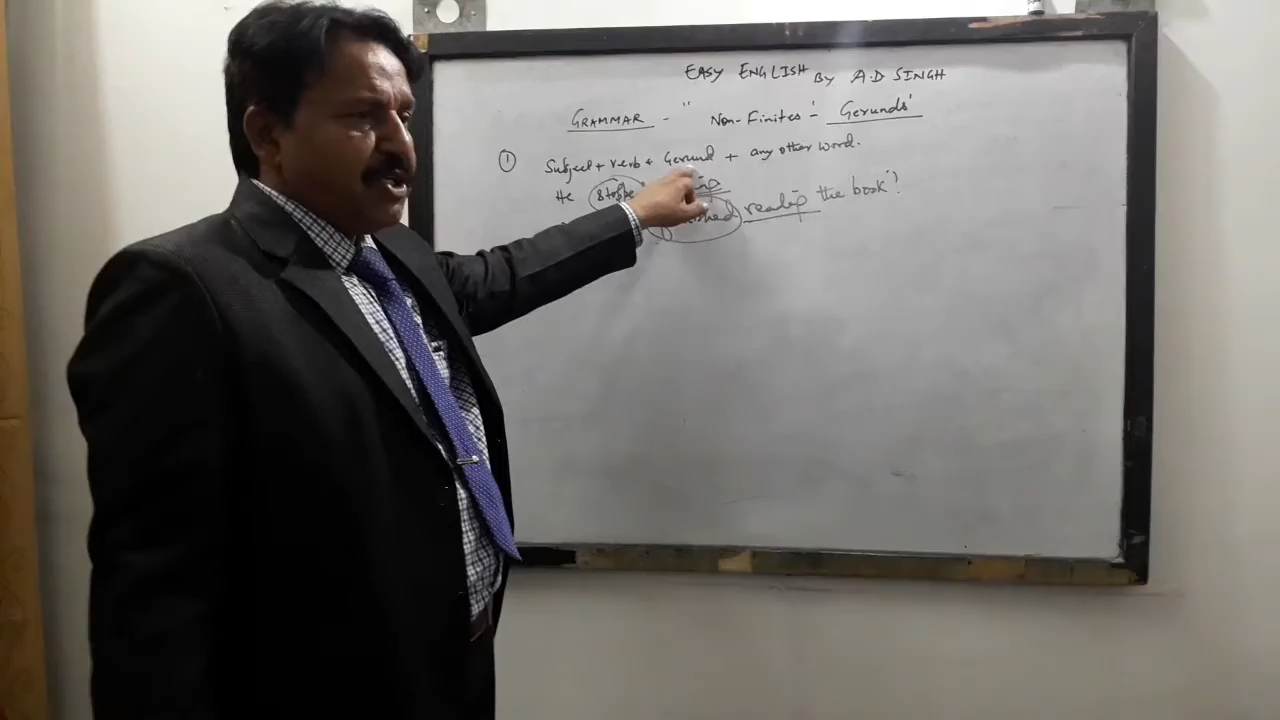 EASY ENGLISH BY A.D SINGH
GRAMMAR - " Non-Finites - Gerunds'
① Subject + verb + Gerund + any other word.
He
reading the book'?